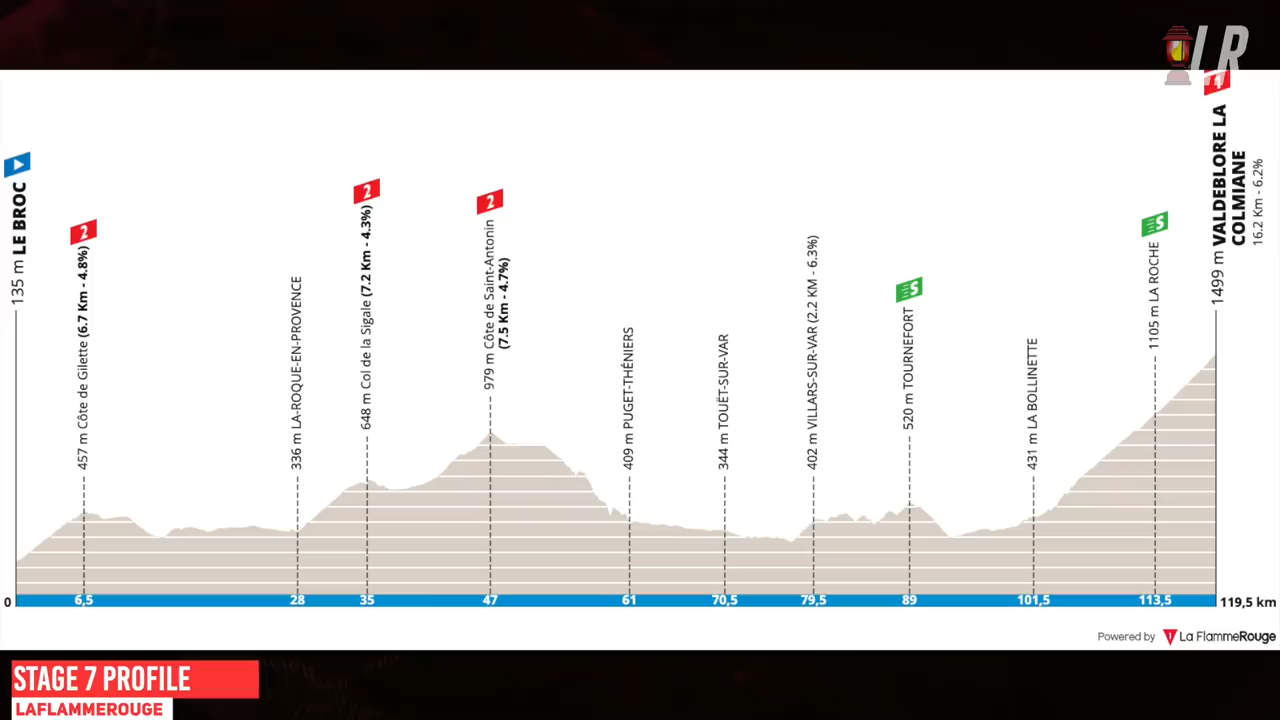 LR
135 m LE BROC
2
457 m Côte de Gilette (6.7 Km - 4.8%)
336 m LA-ROQUE-EN-PROVENCE
2
648 m Col de la Sigale (7.2 Km - 4.3%)
2
979 m Côte de Saint-Antonin
(7.5 Km - 4.7%)
409 m PUGET-THÉNIERS
344 m TOUËT-SUR-VAR
402 m VILLARS-SUR-VAR (2.2 KM - 6.3%)
S
520 m TOURNEFORT
431 m LA BOLLINETTE
S
1105 m LA ROCHE
1499 m VALDEBLORE LA
COLMIANE
16.2 Km - 6.2%
0 6,5 28 35 47 61 70,5 79,5 89 101,5 113,5 119,5 km
Powered by La FlammeRouge
STAGE 7 PROFILE
LAFLAMMEROUGE